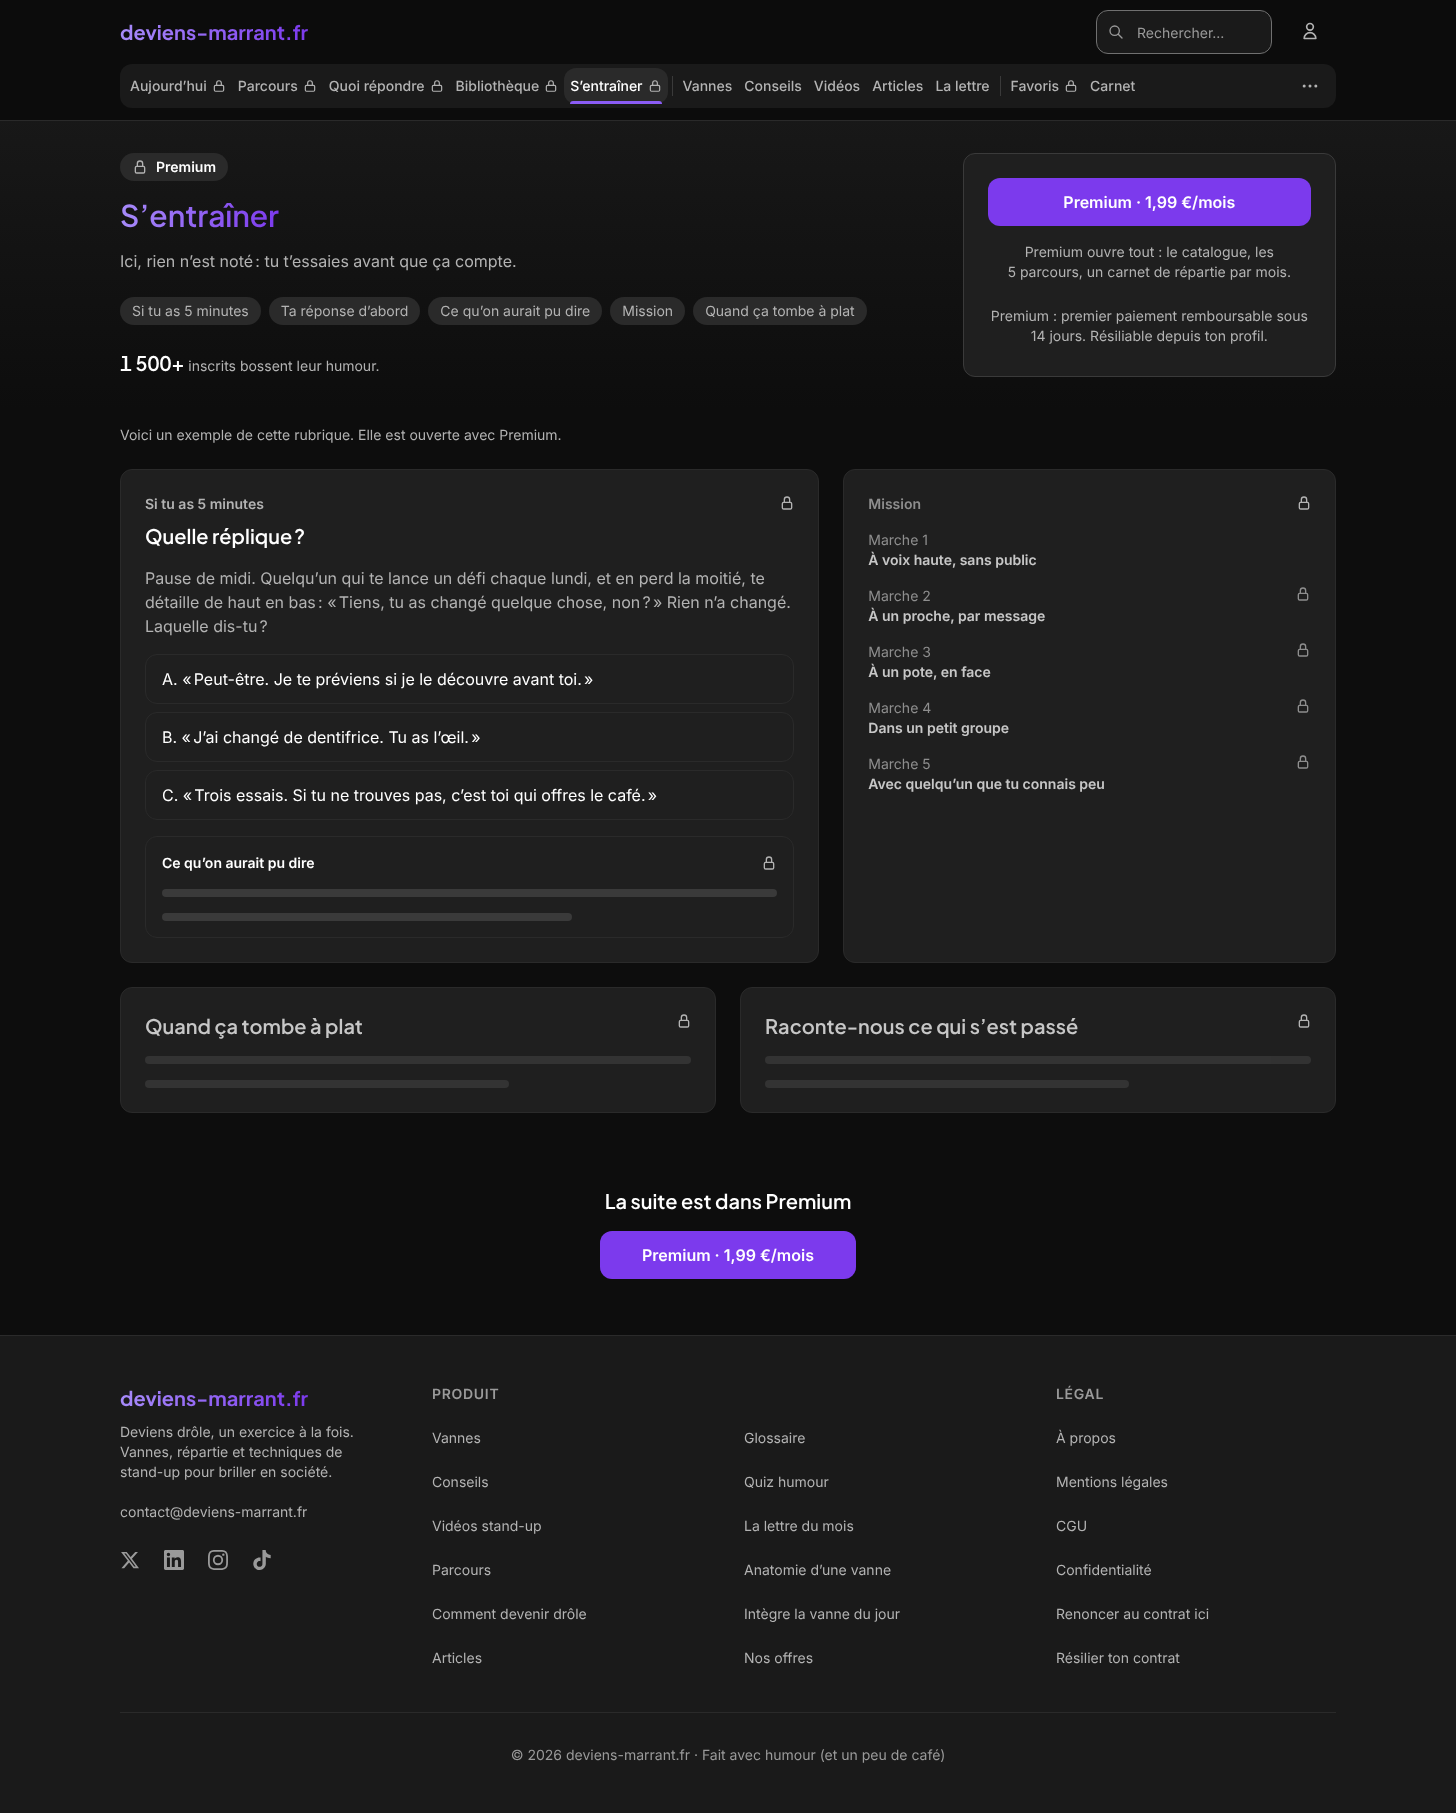 deviens-marrant.fr
Rechercher...
Aujourd’hui Parcours Quoi répondre Bibliothèque S’entraîner Vannes Conseils Vidéos Articles La lettre Favoris Carnet
Premium
S’entraîner
Ici, rien n’est noté : tu t’essaies avant que ça compte.
Si tu as 5 minutes Ta réponse d’abord Ce qu’on aurait pu dire Mission Quand ça tombe à plat
1 500+ inscrits bossent leur humour.
Premium · 1,99 €/mois
Premium ouvre tout : le catalogue, les
5 parcours, un carnet de répartie par mois.
Premium : premier paiement remboursable sous
14 jours. Résiliable depuis ton profil.
Voici un exemple de cette rubrique. Elle est ouverte avec Premium.
Si tu as 5 minutes
Quelle réplique ?
Pause de midi. Quelqu’un qui te lance un défi chaque lundi, et en perd la moitié, te
détaille de haut en bas : « Tiens, tu as changé quelque chose, non ? » Rien n’a changé.
Laquelle dis-tu ?
A. « Peut-être. Je te préviens si je le découvre avant toi. »
B. « J’ai changé de dentifrice. Tu as l’œil. »
C. « Trois essais. Si tu ne trouves pas, c’est toi qui offres le café. »
Ce qu’on aurait pu dire
Mission
Marche 1
À voix haute, sans public
Marche 2
À un proche, par message
Marche 3
À un pote, en face
Marche 4
Dans un petit groupe
Marche 5
Avec quelqu’un que tu connais peu
Quand ça tombe à plat
Raconte-nous ce qui s’est passé
La suite est dans Premium
Premium · 1,99 €/mois
deviens-marrant.fr
Deviens drôle, un exercice à la fois.
Vannes, répartie et techniques de
stand-up pour briller en société.
contact@deviens-marrant.fr
PRODUIT
Vannes
Conseils
Vidéos stand-up
Parcours
Comment devenir drôle
Articles
Glossaire
Quiz humour
La lettre du mois
Anatomie d’une vanne
Intègre la vanne du jour
Nos offres
LÉGAL
À propos
Mentions légales
CGU
Confidentialité
Renoncer au contrat ici
Résilier ton contrat
© 2026 deviens-marrant.fr · Fait avec humour (et un peu de café)